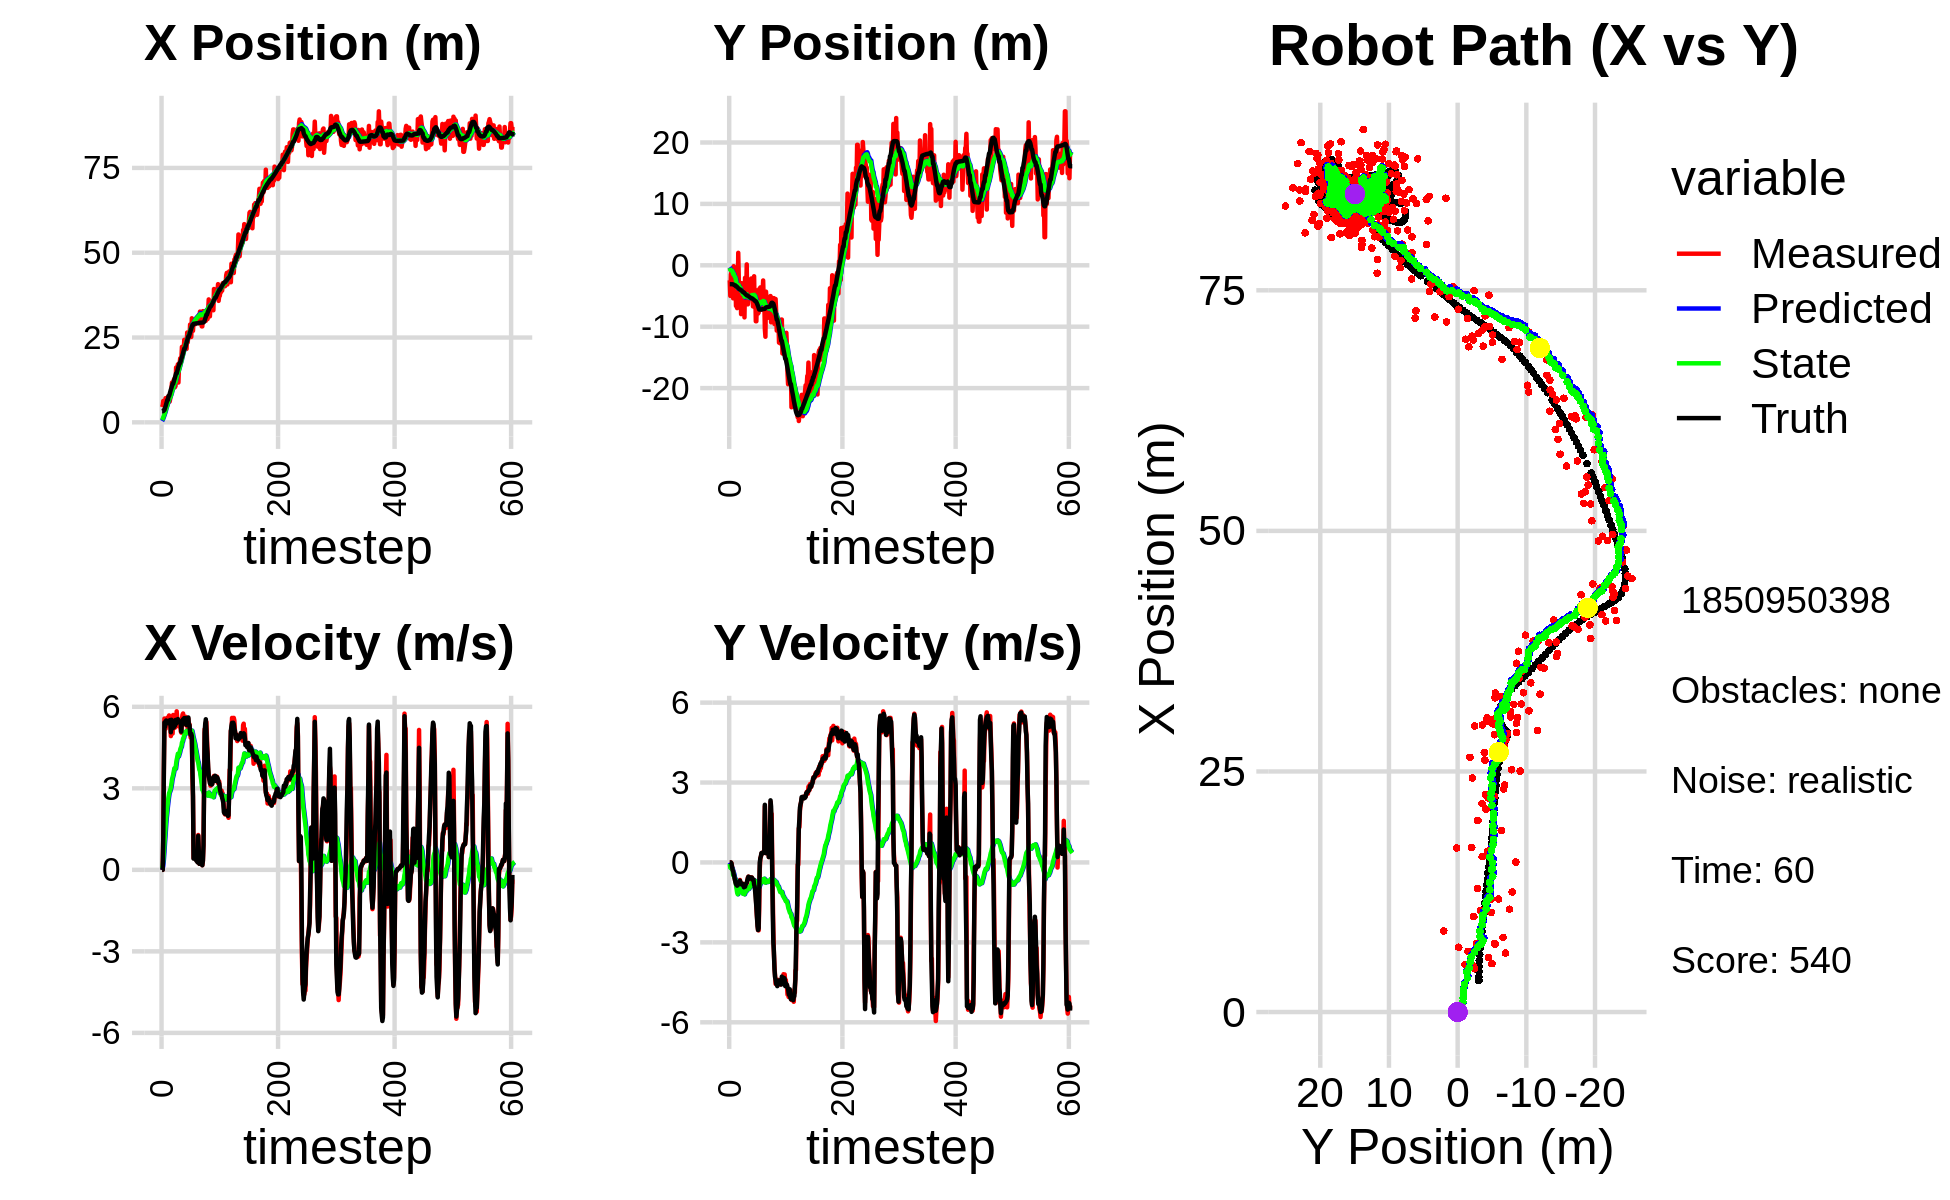 X Position (m)
75
50
25
0
0
200
400
600
timestep
Y Position (m)
20
10
0
-10
-20
0
200
400
600
timestep
X Velocity (m/s)
6
3
0
-3
-6
0
200
400
600
timestep
Y Velocity (m/s)
6
3
0
-3
-6
0
200
400
600
timestep
Robot Path (X vs Y)
X Position (m)
75
50
25
0
20
10
0
-10
-20
Y Position (m)
variable
Measured
Predicted
State
Truth
1850950398
Obstacles: none
Noise: realistic
Time: 60
Score: 540